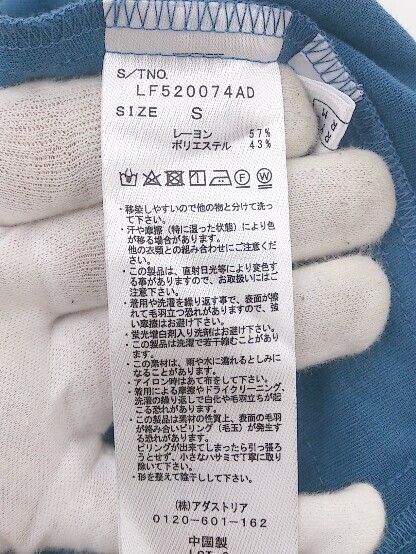 S/TNO.
LF520074AD
SIZE S
レーヨン 57%
ポリエステル 43%
・移染しやすいので他の物と分けて洗っ
て下さい。
・汗や摩擦(特に湿った状態)により色
が移る場合があります。
他の衣類との組み合わせにご注意くだ
さい。
・この製品は、直射日光等により変色す
る事がありますので、お取扱いにはご
注意下さい。
・着用や洗濯を繰り返す事で、表面が擦
れて毛羽立つ恐れがありますので、強
い摩擦はお避け下さい。
・蛍光増白剤入り洗剤はお避け下さい。
・この製品は洗濯で若干縮むことがあり
ます。
・この素材は、雨や水に濡れるとしみに
なることがあります。
・アイロン時はあて布をして下さい。
・着用による摩擦やドライクリーニング、
洗濯の繰り返しで白化や毛羽立ちが起
こる恐れがあります。
・この製品は素材の性質上、表面の毛羽
が絡み合いピリング(毛玉)が発生す
る恐れがあります。
ピリングが出来てしまったら引っ張ろ
うとせず、小さなハサミで丁寧に取り
除いて下さい。
・形を整えて陰干しして下さい。
(株)アダストリア
0120-601-162
中国製